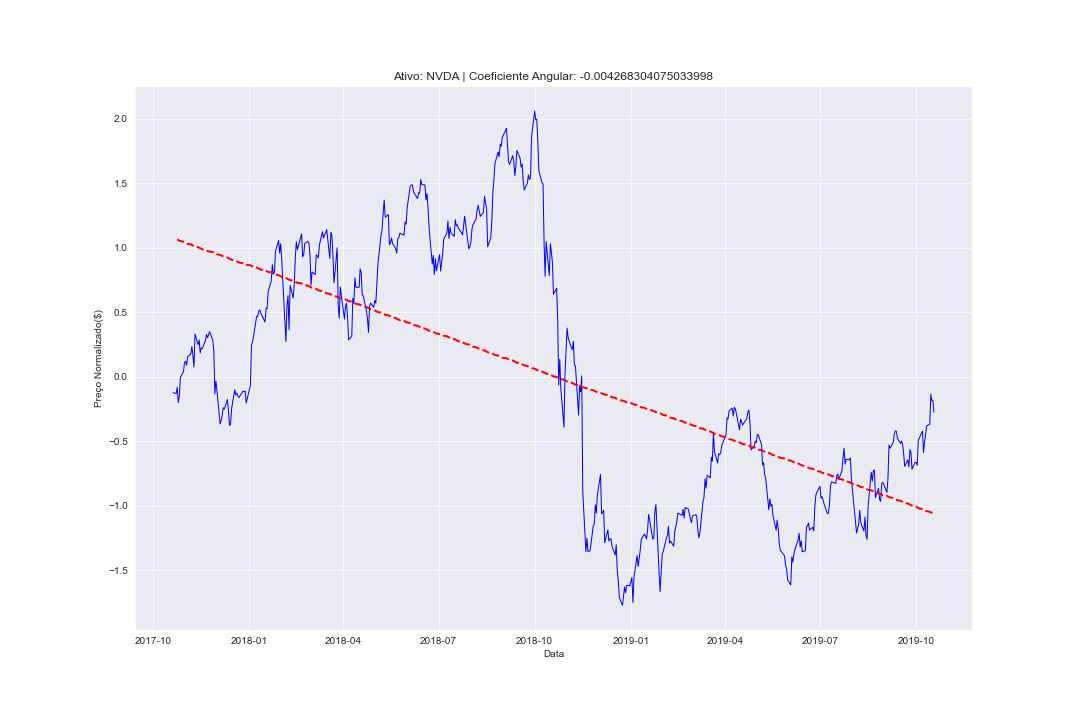 Ativo: NVDA | Coeficiente Angular: -0.004268304075033998
Preço Normalizado($)
2.0
1.5
1.0
0.5
0.0
−0.5
−1.0
−1.5
2017-10 2018-01 2018-04 2018-07 2018-10 2019-01 2019-04 2019-07 2019-10
Data